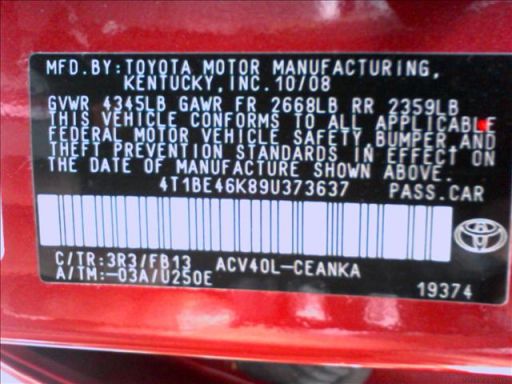 MFD.BY:TOYOTA MOTOR MANUFACTURING,
KENTUCKY,INC.10/08
GVWR 4345LB GAWR FR 2668LB RR 2359LB
THIS VEHICLE CONFORMS TO ALL APPLICABLE
FEDERAL MOTOR VEHICLE SAFETY,BUMPER,AND
THEFT PREVENTION STANDARDS IN EFFECT ON
THE DATE OF MANUFACTURE SHOWN ABOVE.
4T1BE46K89U373637 PASS.CAR
C/TR:3R3/FB13 ACV40L-CEANKA
A/TM:-03A/U250E 19374